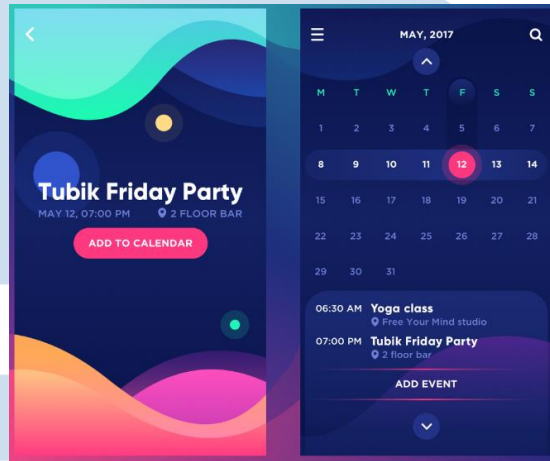 Tubik Friday Party
MAY 12, 07:00 PM 2 FLOOR BAR
ADD TO CALENDAR
MAY, 2017
M T W T F S S
1 2 3 4 5 6 7
8 9 10 11 12 13 14
15 16 17 18 19 20 21
22 23 24 25 26 27 28
29 30 31
06:30 AM Yoga class
Free Your Mind studio
07:00 PM Tubik Friday Party
2 floor bar
ADD EVENT